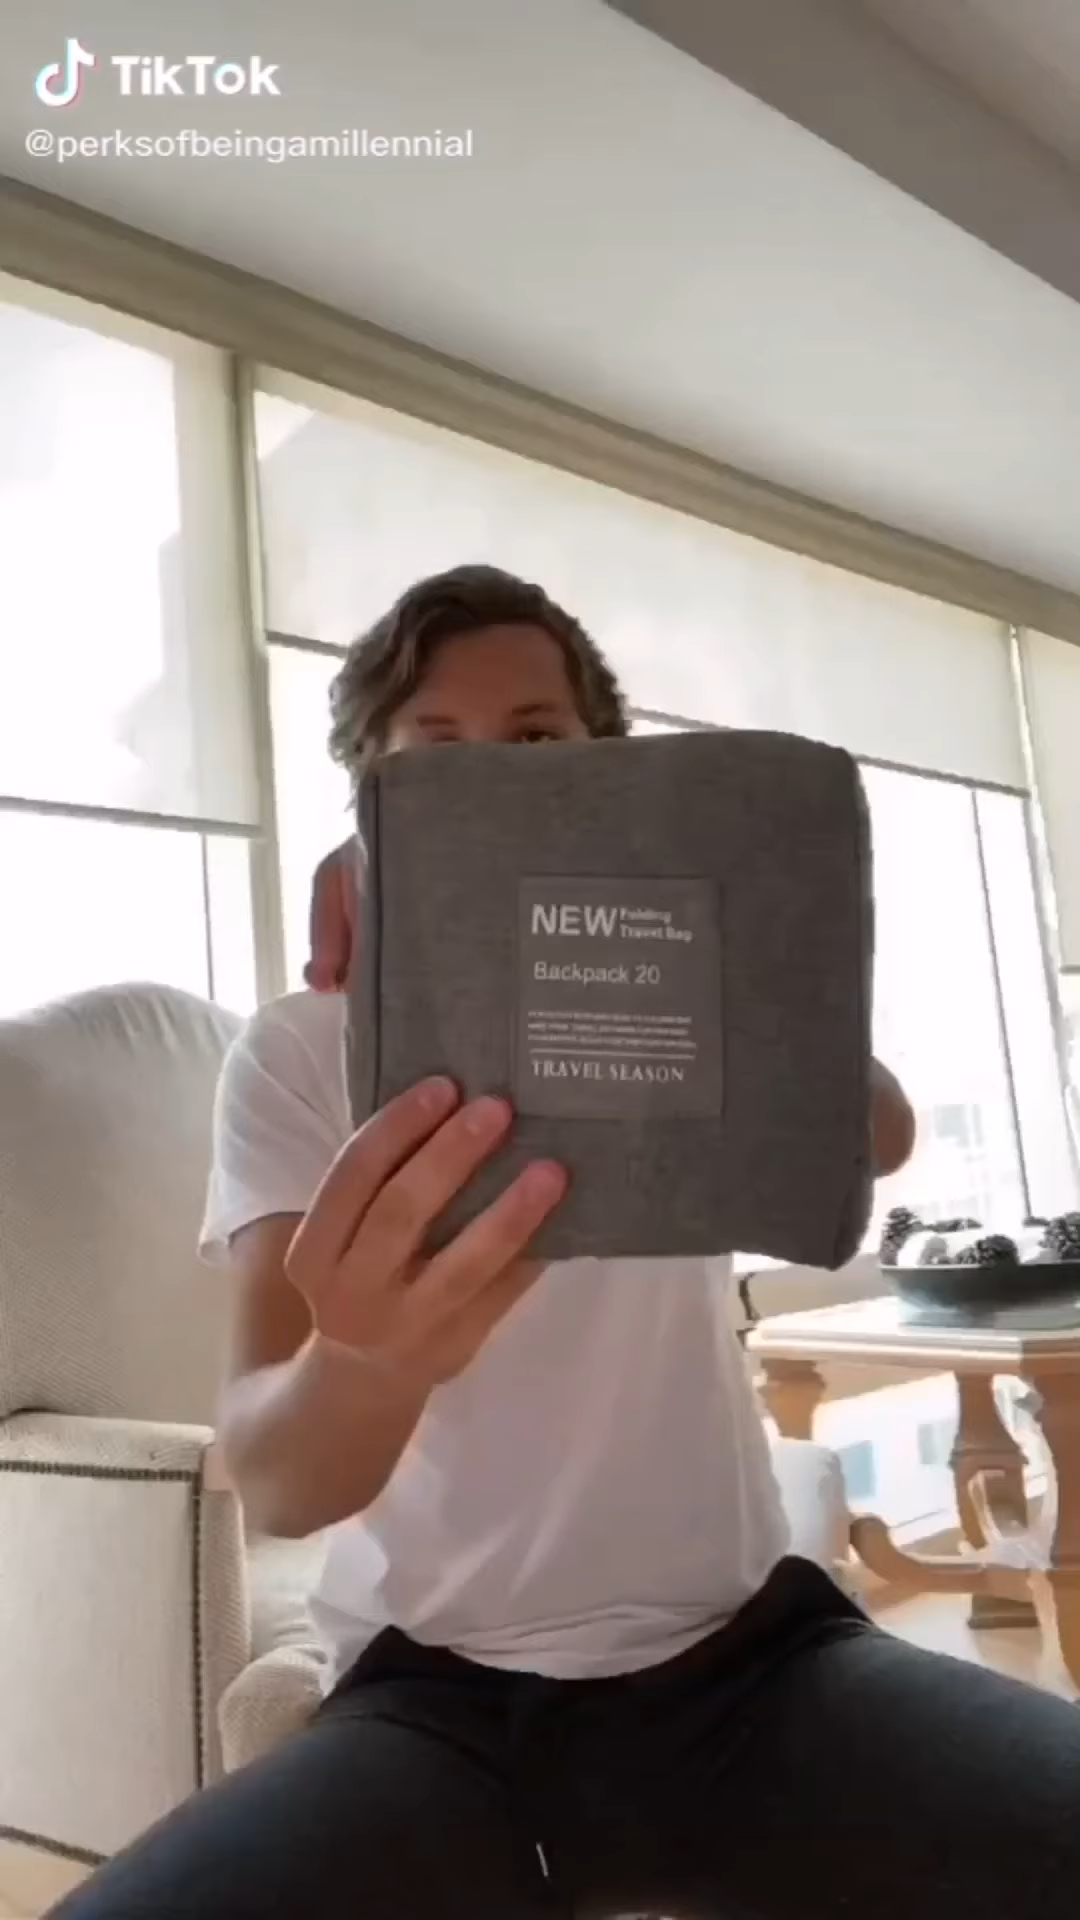 TikTok
@perksofbeingamillennial
NEW Folding
Travel Bag
Backpack 20
TRAVEL SEASON